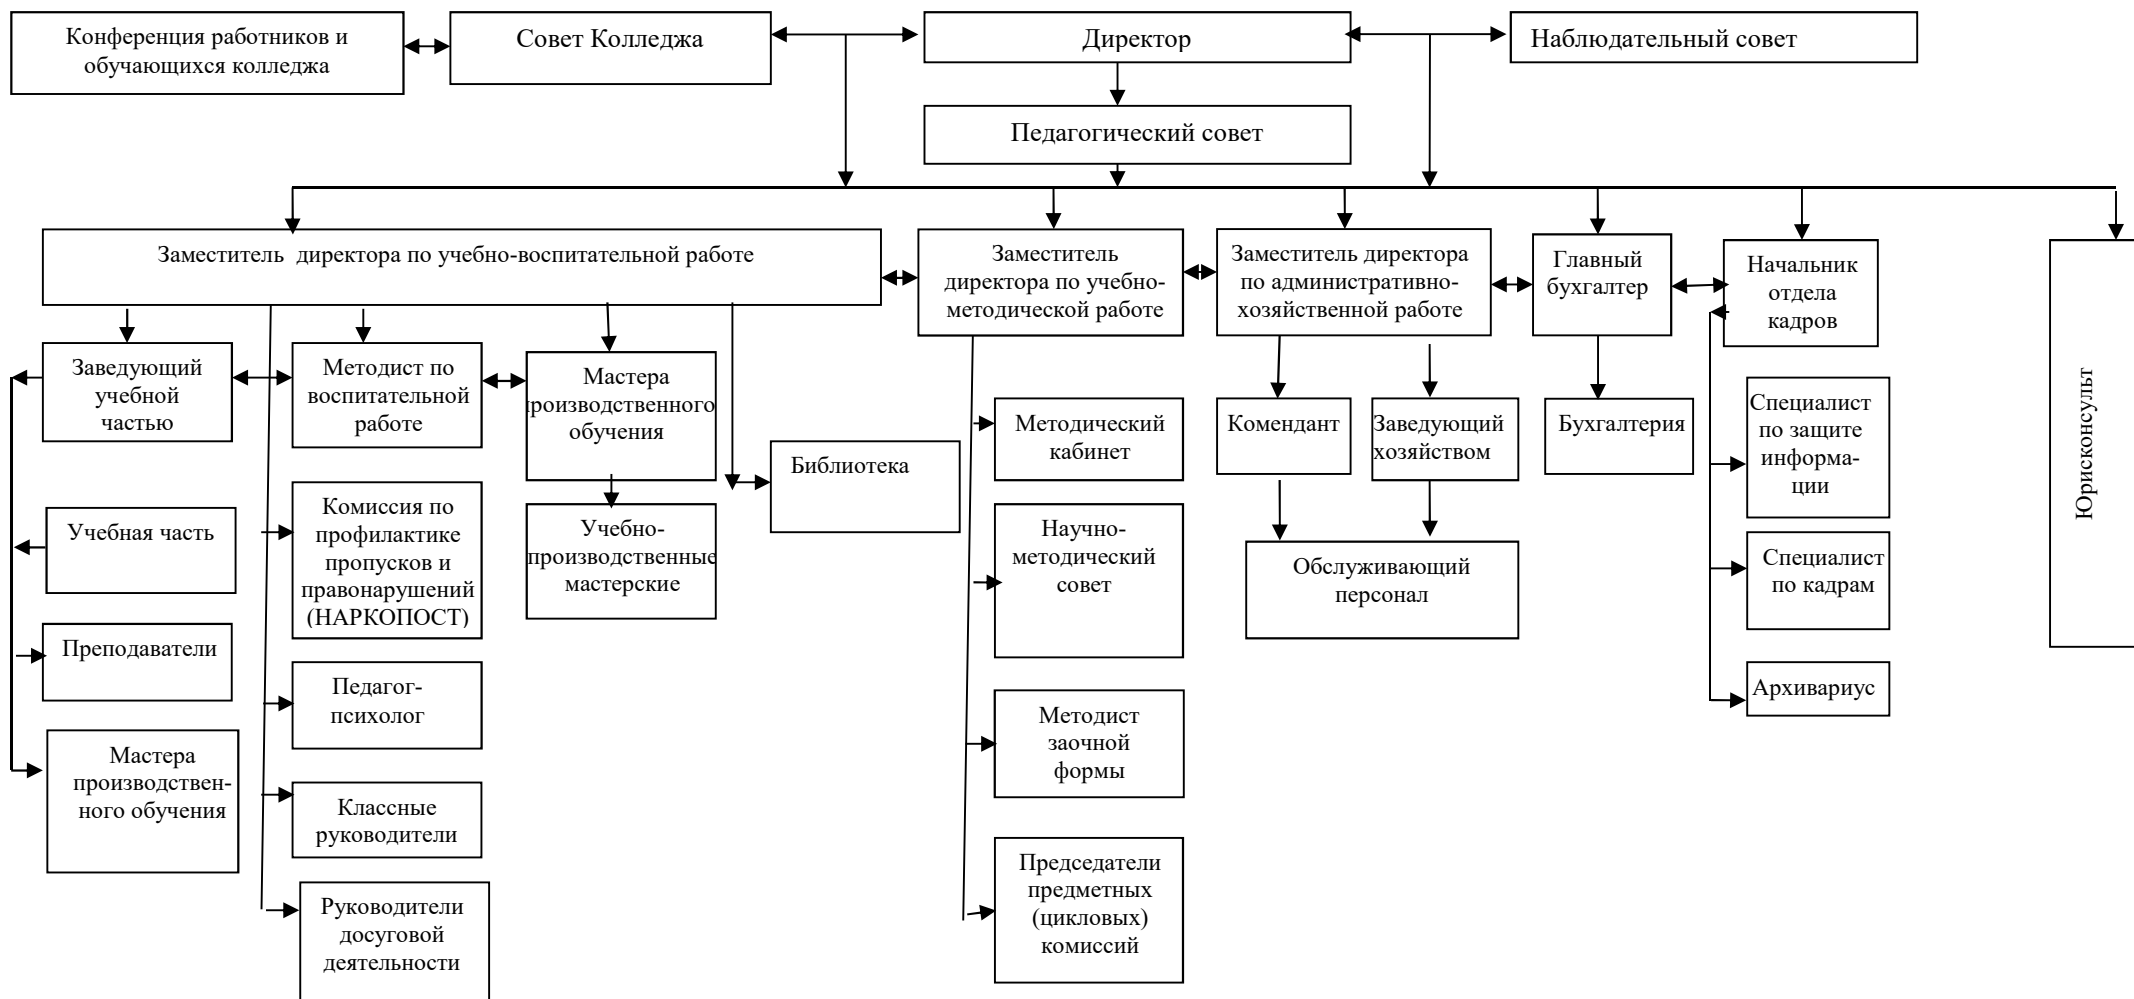 Конференция работников и
обучающихся колледжа
Совет Колледжа
Директор
Наблюдательный совет
Педагогический совет
Заместитель директора по учебно-воспитательной работе
Заместитель
директора по учебно-
методической работе
Заместитель директора
по административно-
хозяйственной работе
Главный
бухгалтер
Начальник
отдела
кадров
Юрисконсульт
Заведующий
учебной
частью
Методист по
воспитательной
работе
Мастера
производственного
обучения
Библиотека
Методический
кабинет
Комендант
Заведующий
хозяйством
Бухгалтерия
Специалист
по защите
информа-
ции
Учебная часть
Комиссия по
профилактике
пропусков и
правонарушений
(НАРКОПОСТ)
Учебно-
производственные
мастерские
Научно-
методический
совет
Обслуживающий
персонал
Специалист
по кадрам
Преподаватели
Педагог-
психолог
Методист
заочной
формы
Архивариус
Мастера
производствен-
ного обучения
Классные
руководители
Председатели
предметных
(цикловых)
комиссий
Руководители
досуговой
деятельности